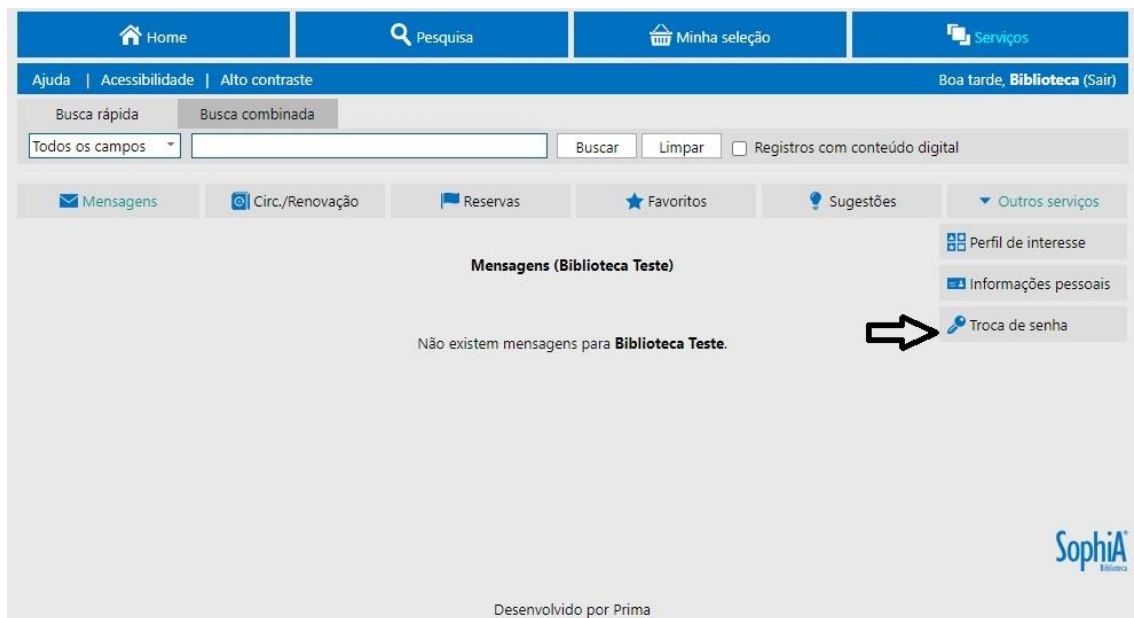 Home Pesquisa Minha seleção Serviços
Ajuda | Acessibilidade | Alto contraste Boa tarde, Biblioteca (Sair)
Busca rápida Busca combinada
Todos os campos Buscar Limpar Registros com conteúdo digital
Mensagens Circ./Renovação Reservas Favoritos Sugestões Outros serviços
Perfil de interesse
Mensagens (Biblioteca Teste)
Informações pessoais
Troca de senha
Não existem mensagens para Biblioteca Teste.
SophiA
Biblioteca
Desenvolvido por Prima